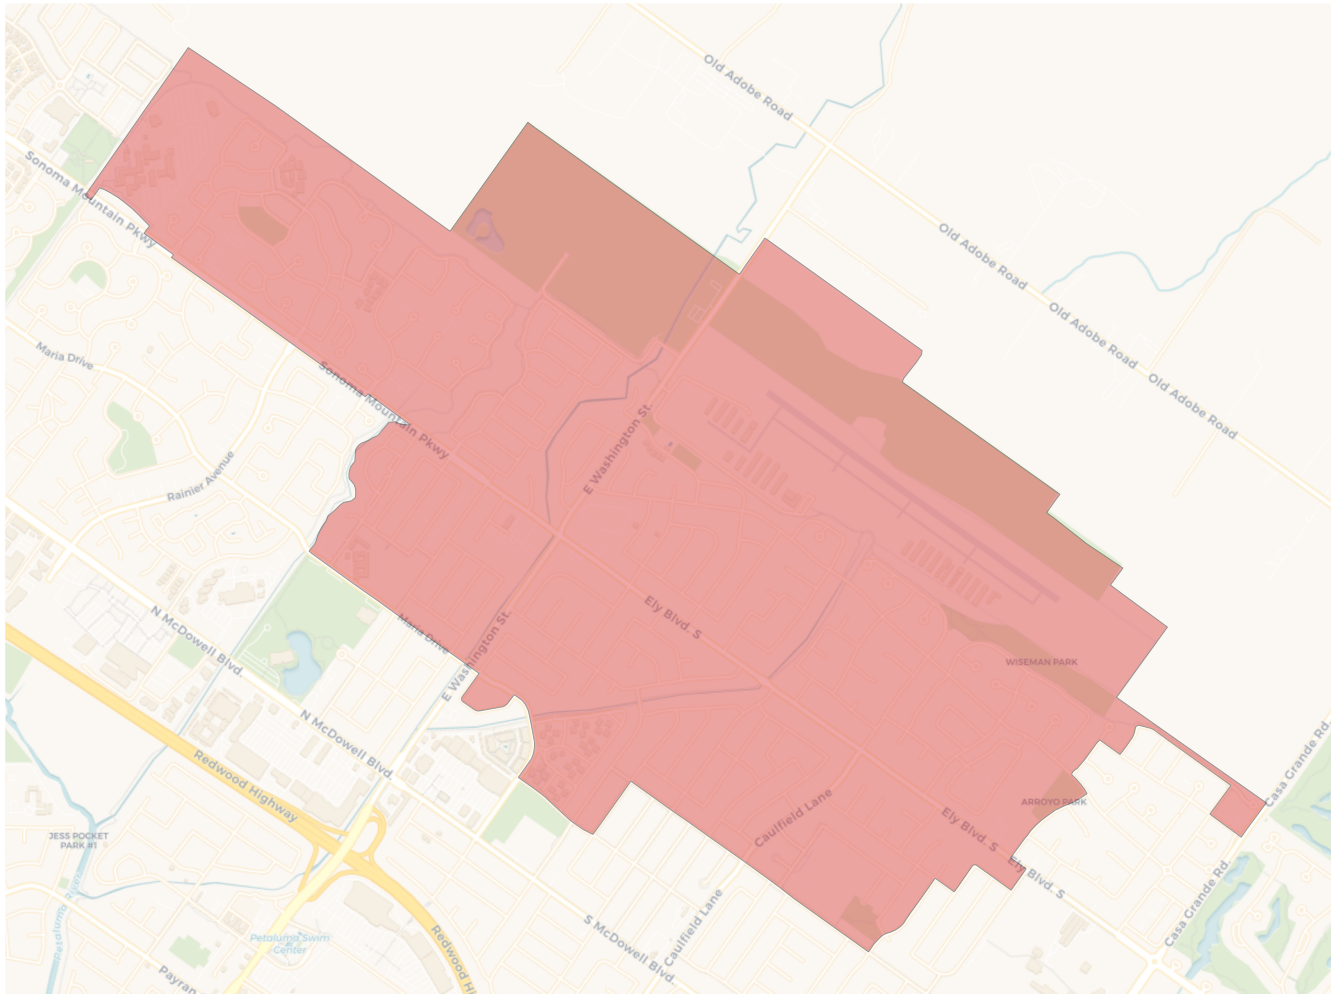 Old Adobe Road
Sonoma Mountain Pkwy
Old Adobe Road
Old Adobe Road
Old Adobe Road
Maria Drive
Sonoma Mountain Pkwy
E Washington St.
Rainier Avenue
Ely Blvd. S
N McDowell Blvd.
Maria Drive
E Washington St.
WISEMAN PARK
N McDowell Blvd.
Redwood Highway
Casa Grande Rd.
ARROYO PARK
Caulfield Lane
Ely Blvd. S
JESS POCKET
PARK #1
Ely Blvd. S
Casa Grande Rd.
Petaluma River
Petaluma Swim
Center
Caulfield Lane
S McDowell Blvd.
Redwood Hi
Payran